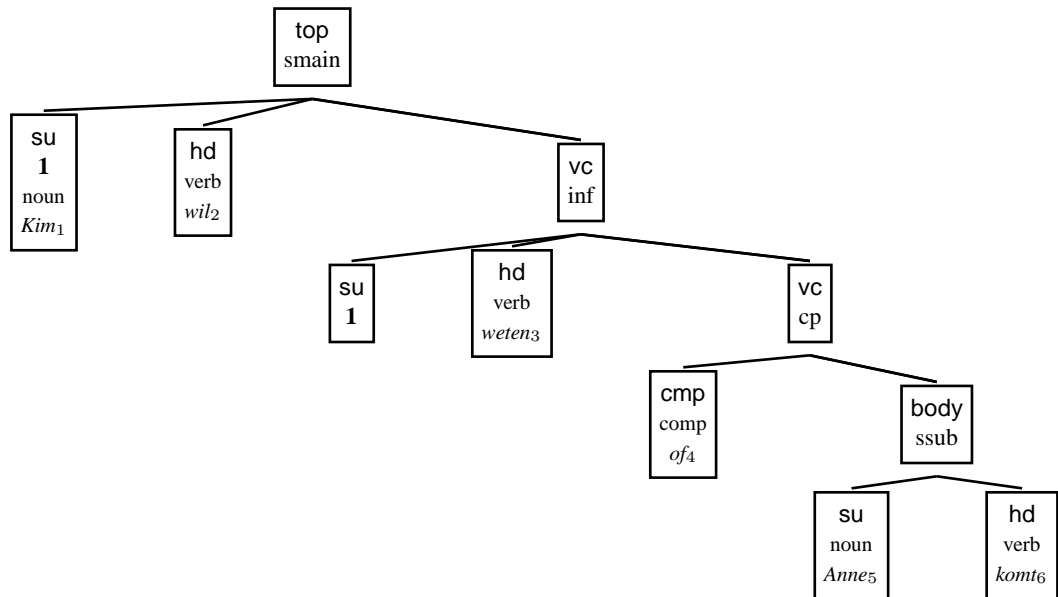 top
smain
su
1
noun
Kim1
hd
verb
wil2
vc
inf
su
1
hd
verb
weten3
vc
cp
cmp
comp
of4
body
ssub
su
noun
Anne5
hd
verb
komt6